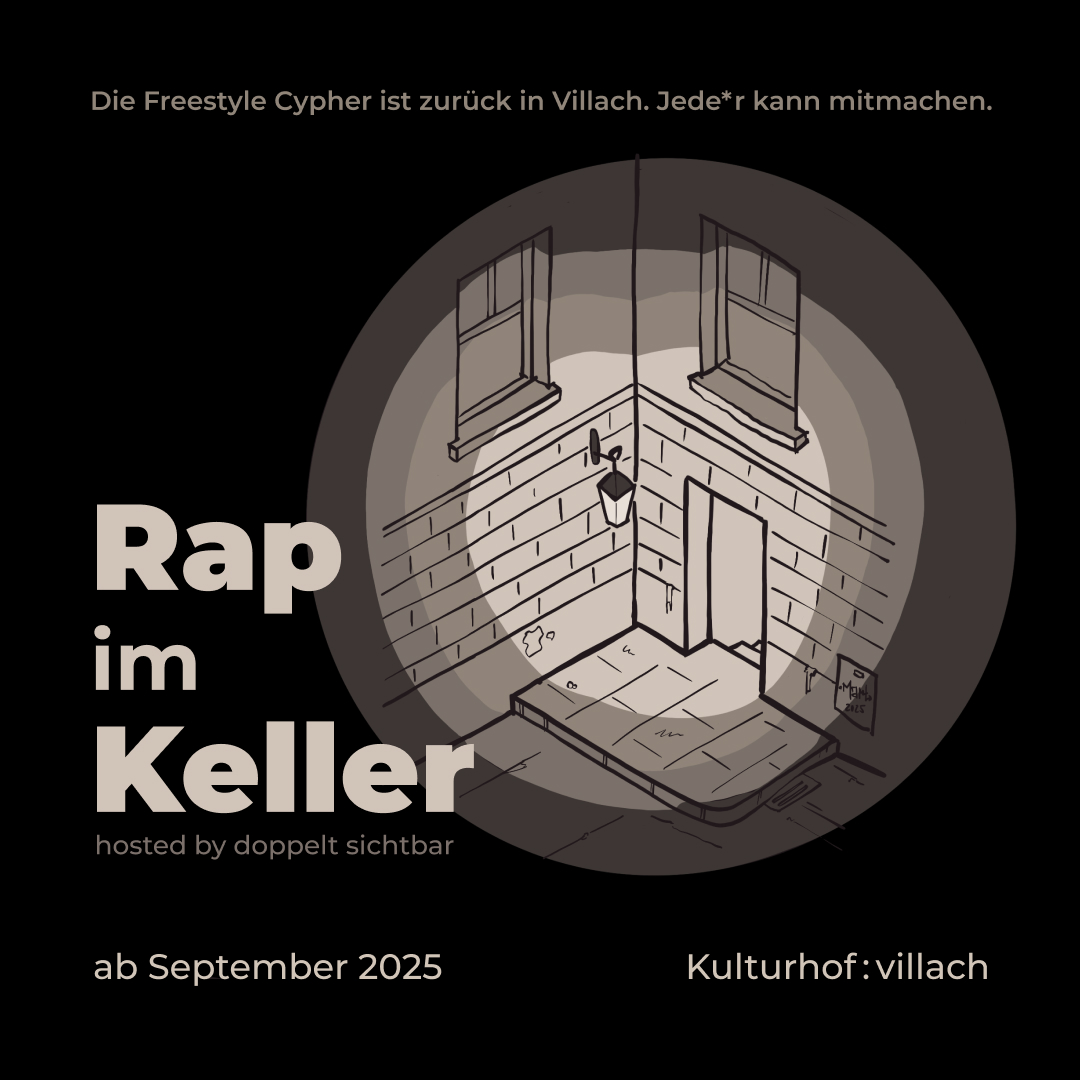 Die Freestyle Cypher ist zurück in Villach. Jede*r kann mitmachen.
Rap
im
Keller
hosted by doppelt sichtbar
ab September 2025
Kulturhof:villach
2025